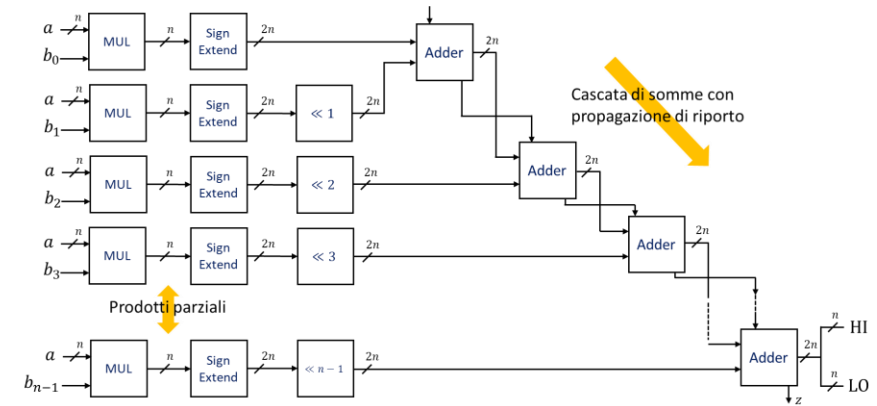 a n MUL n Sign Extend 2n Adder 2n
b₀
a n MUL n Sign Extend 2n ≪ 1 2n
b₁
Cascata di somme con
propagazione di riporto
a n MUL n Sign Extend 2n ≪ 2 2n Adder 2n
b₂
a n MUL n Sign Extend 2n ≪ 3 2n Adder 2n
b₃
Prodotti parziali
a n MUL n Sign Extend 2n ≪ n − 1 2n Adder 2n n HI
bₙ₋₁
n LO
z